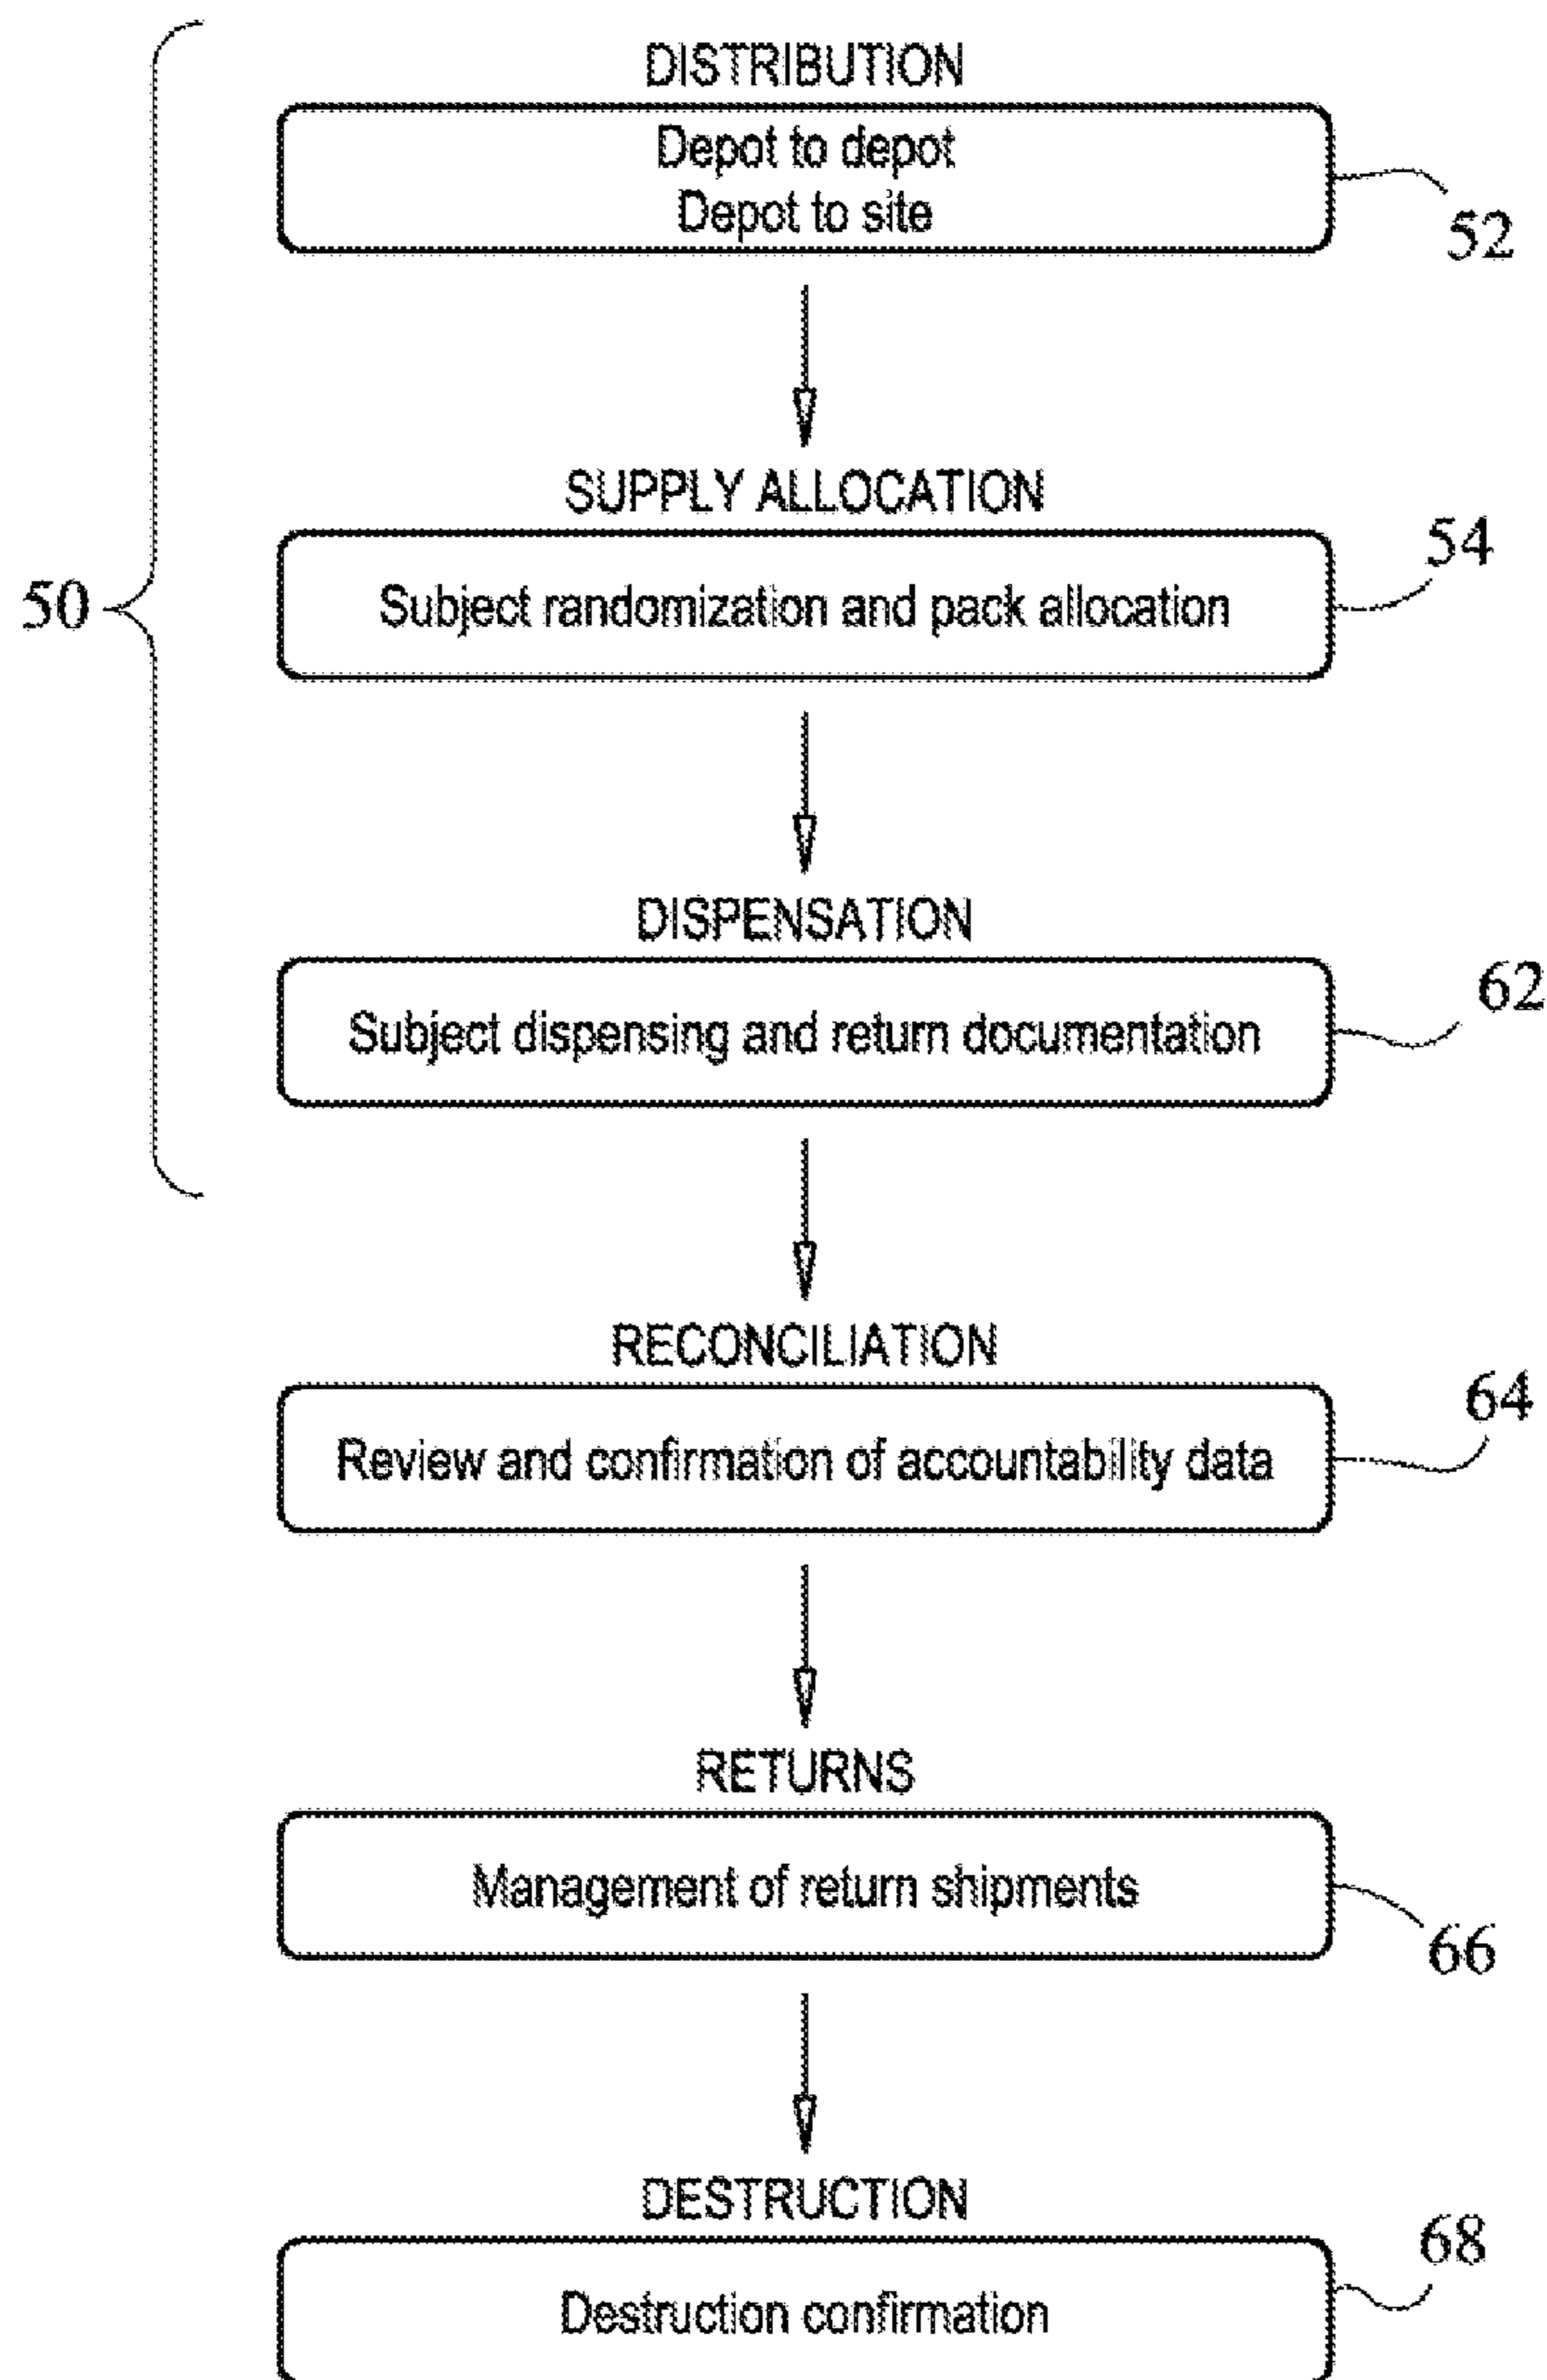 DISTRIBUTION
Depot to depot
Depot to site
52
SUPPLY ALLOCATION
54
Subject randomization and pack allocation
50
DISPENSATION
62
Subject dispensing and return documentation
RECONCILIATION
64
Review and confirmation of accountability data
RETURNS
Management of return shipments
66
DESTRUCTION
68
Destruction confirmation